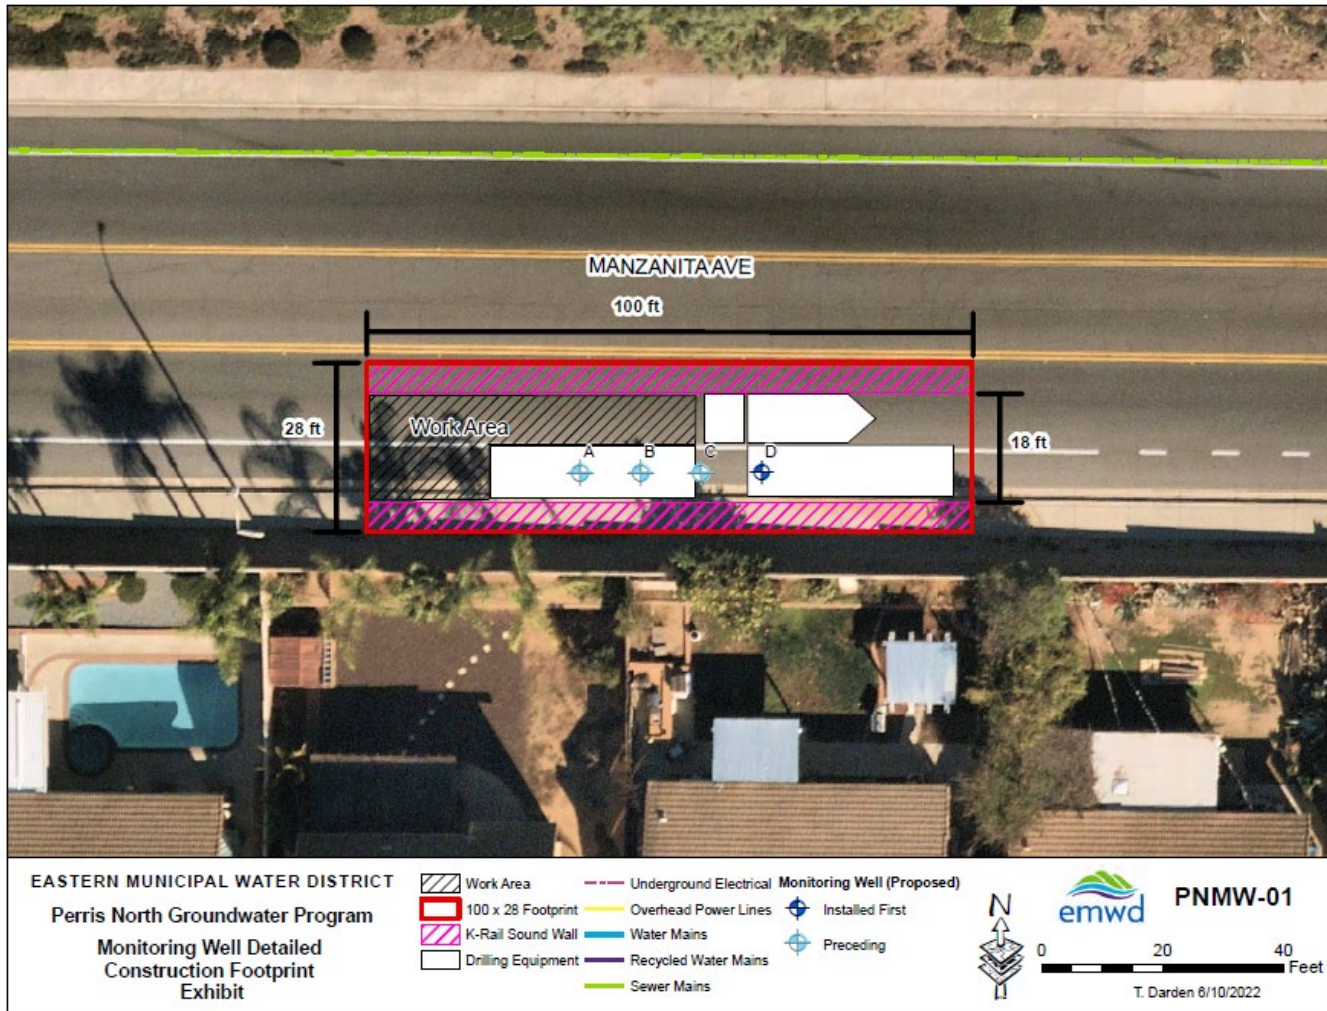 MANZANITA AVE
100 ft
28 ft
Work Area
18 ft
A B C D
EASTERN MUNICIPAL WATER DISTRICT
Perris North Groundwater Program
Monitoring Well Detailed
Construction Footprint
Exhibit
Work Area
100 x 28 Footprint
K-Rail Sound Wall
Drilling Equipment
Underground Electrical
Overhead Power Lines
Water Mains
Recycled Water Mains
Sewer Mains
Monitoring Well (Proposed)
Installed First
Preceding
N
emwd
PNMW-01
0 20 40
Feet
T. Darden 6/10/2022